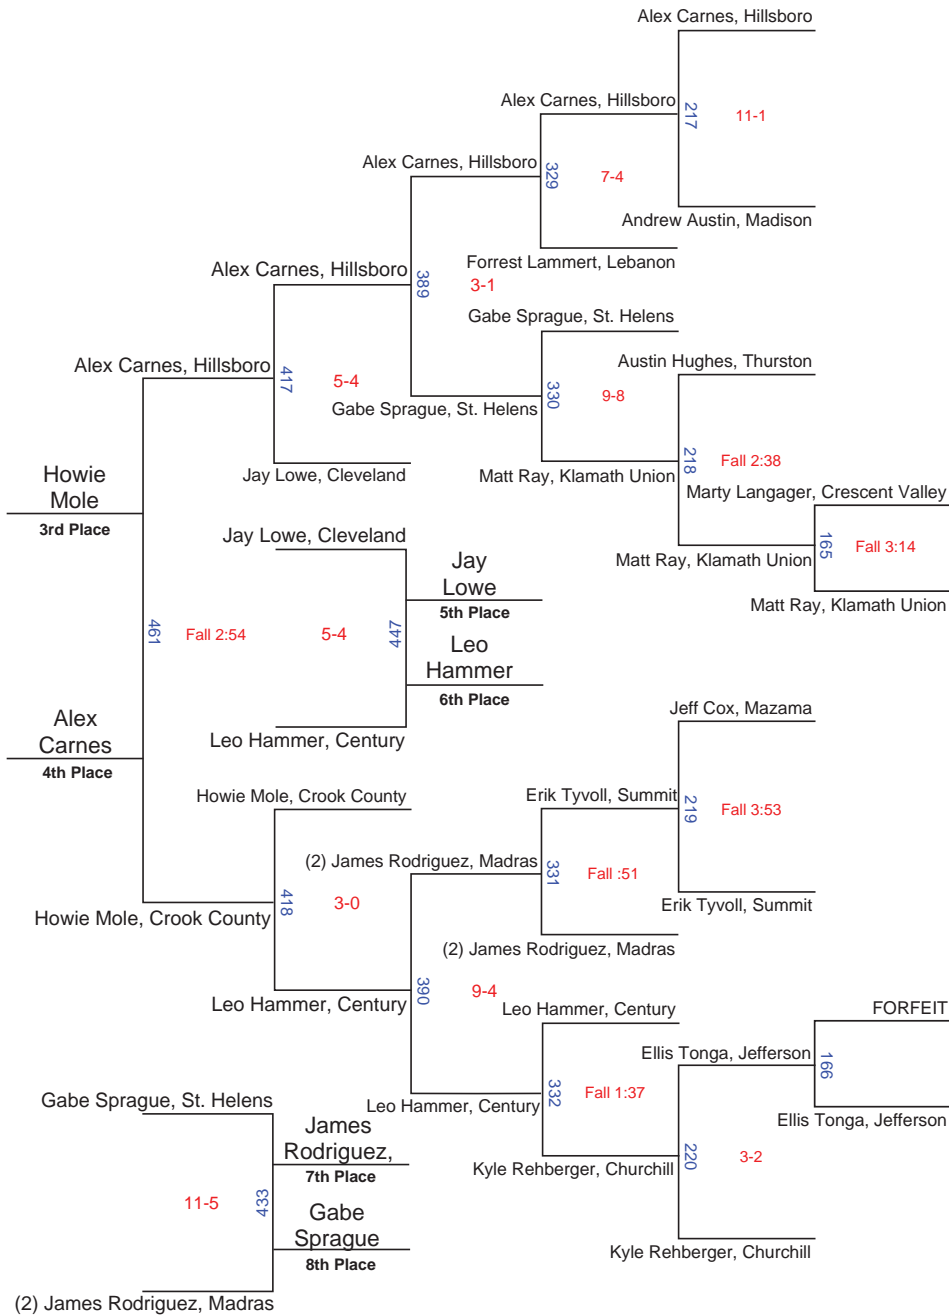 Alex Carnes, Hillsboro
Alex Carnes, Hillsboro
217
11-1
Alex Carnes, Hillsboro
329
7-4
Andrew Austin, Madison
Alex Carnes, Hillsboro
Forrest Lammert, Lebanon
389
3-1
Gabe Sprague, St. Helens
Alex Carnes, Hillsboro
Austin Hughes, Thurston
417
5-4
Gabe Sprague, St. Helens
330
9-8
Jay Lowe, Cleveland
Matt Ray, Klamath Union
218
Fall 2:38
Howie
Mole
3rd Place
Marty Langager, Crescent Valley
Jay Lowe, Cleveland
Matt Ray, Klamath Union
165
Fall 3:14
Jay
Lowe
5th Place
Matt Ray, Klamath Union
461
Fall 2:54
5-4
447
Leo
Hammer
6th Place
Alex
Carnes
4th Place
Leo Hammer, Century
Jeff Cox, Mazama
Howie Mole, Crook County
Erik Tyvoll, Summit
219
Fall 3:53
(2) James Rodriguez, Madras
331
Fall :51
Howie Mole, Crook County
418
3-0
Erik Tyvoll, Summit
(2) James Rodriguez, Madras
Leo Hammer, Century
390
9-4
Leo Hammer, Century
FORFEIT
Ellis Tonga, Jefferson
166
Leo Hammer, Century
332
Fall 1:37
Ellis Tonga, Jefferson
Gabe Sprague, St. Helens
James
Rodriguez,
7th Place
Kyle Rehberger, Churchill
220
3-2
11-5
433
Gabe
Sprague
8th Place
Kyle Rehberger, Churchill
(2) James Rodriguez, Madras